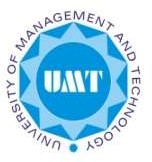 UNIVERSITY OF MANAGEMENT AND TECHNOLOGY
UMT